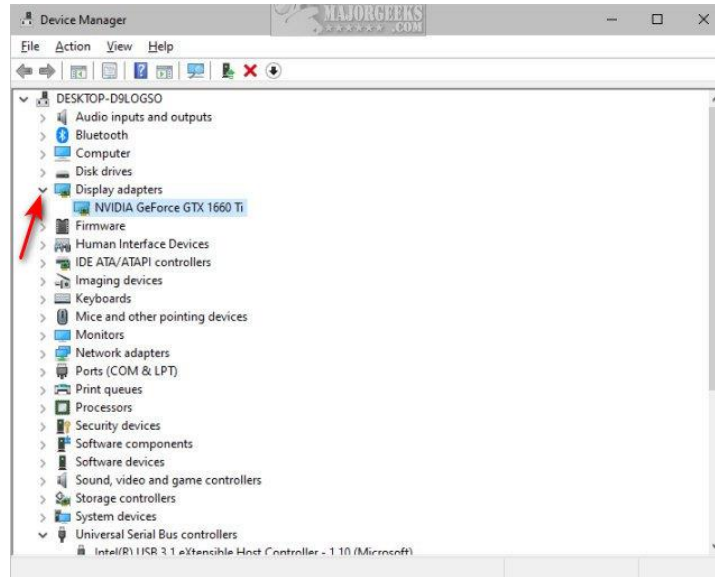 Device Manager
MAJORGEEKS
.COM
File Action View Help
DESKTOP-D9LOGSO
Audio inputs and outputs
Bluetooth
Computer
Disk drives
Display adapters
NVIDIA GeForce GTX 1660 Ti
Firmware
Human Interface Devices
IDE ATA/ATAPI controllers
Imaging devices
Keyboards
Mice and other pointing devices
Monitors
Network adapters
Ports (COM & LPT)
Print queues
Processors
Security devices
Software components
Software devices
Sound, video and game controllers
Storage controllers
System devices
Universal Serial Bus controllers
Intel(R) USB 3.1 eXtensible Host Controller - 1.10 (Microsoft)